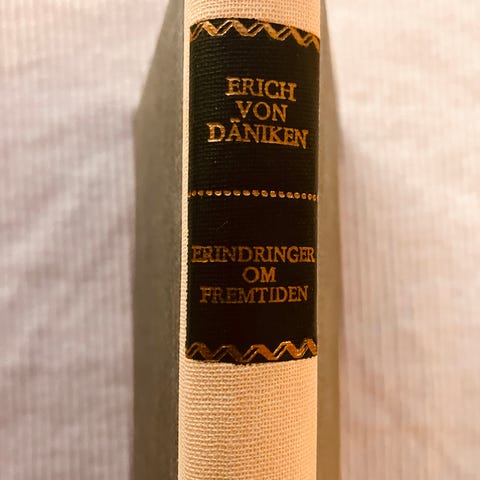 ERICH
VON
DÄNIKEN
ERINDRINGER
OM
FREMTIDEN